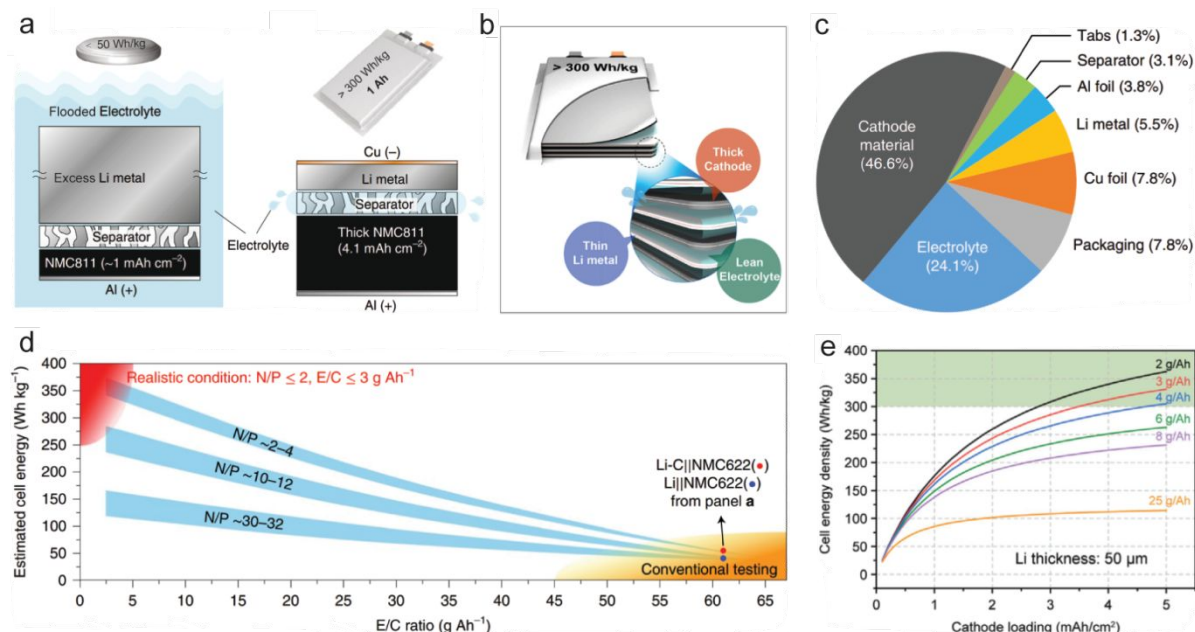 a
< 50 Wh/kg
Flooded Electrolyte
Excess Li metal
Separator
NMC811 (~1 mAh cm⁻²)
Al (+)
Electrolyte
> 300 Wh/kg
1 Ah
Cu (–)
Li metal
Separator
Thick NMC811
(4.1 mAh cm⁻²)
Al (+)
b
> 300 Wh/kg
Thick
Cathode
Thin
Li metal
Lean
Electrolyte
c
Tabs (1.3%)
Separator (3.1%)
Al foil (3.8%)
Li metal (5.5%)
Cu foil (7.8%)
Packaging (7.8%)
Electrolyte
(24.1%)
Cathode
material
(46.6%)
d
Estimated cell energy (Wh kg⁻¹)
400
350
300
250
200
150
100
50
0
Realistic condition: N/P ≤ 2, E/C ≤ 3 g Ah⁻¹
N/P ~2–4
N/P ~10–12
N/P ~30–32
Li-C||NMC622(•)
Li||NMC622(•)
from panel a
Conventional testing
0 5 10 15 20 25 30 35 40 45 50 55 60 65
E/C ratio (g Ah⁻¹)
e
Cell energy density (Wh/kg)
400
350
300
250
200
150
100
50
0
2 g/Ah
3 g/Ah
4 g/Ah
6 g/Ah
8 g/Ah
25 g/Ah
Li thickness: 50 μm
0 1 2 3 4 5
Cathode loading (mAh/cm²)